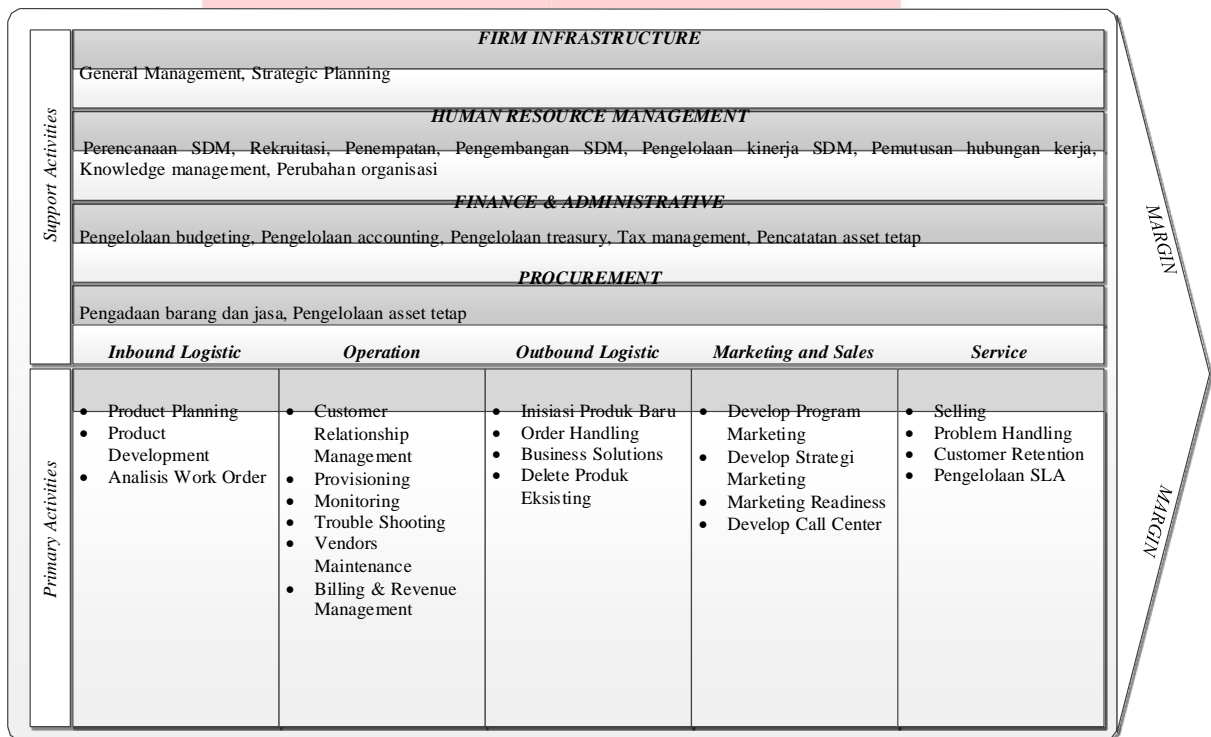 FIRM INFRASTRUCTURE
General Management, Strategic Planning
HUMAN RESOURCE MANAGEMENT
Perencanaan SDM, Rekruitasi, Penempatan, Pengembangan SDM, Pengelolaan kinerja SDM, Pemutusan hubungan kerja,
Knowledge management, Perubahan organisasi
FINANCE & ADMINISTRATIVE
Pengelolaan budgeting, Pengelolaan accounting, Pengelolaan treasury, Tax management, Pencatatan asset tetap
PROCUREMENT
Pengadaan barang dan jasa, Pengelolaan asset tetap
Support Activities
Inbound Logistic
Operation
Outbound Logistic
Marketing and Sales
Service
Primary Activities
• Product Planning
• Product
Development
• Analisis Work Order
• Customer
Relationship
Management
• Provisioning
• Monitoring
• Trouble Shooting
• Vendors
Maintenance
• Billing & Revenue
Management
• Inisiasi Produk Baru
• Order Handling
• Business Solutions
• Delete Produk
Eksisting
• Develop Program
Marketing
• Develop Strategi
Marketing
• Marketing Readiness
• Develop Call Center
• Selling
• Problem Handling
• Customer Retention
• Pengelolaan SLA
MARGIN
MARGIN